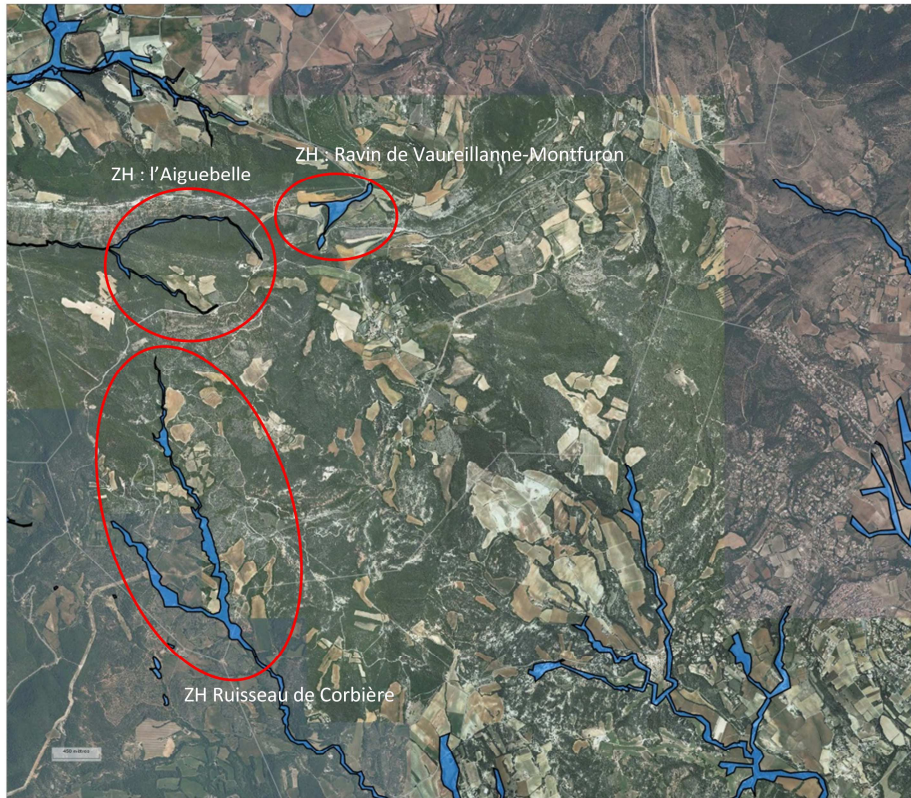 ZH : Ravin de Vaureillanne-Montfuron
ZH : l'Aiguebelle
ZH Ruisseau de Corbière